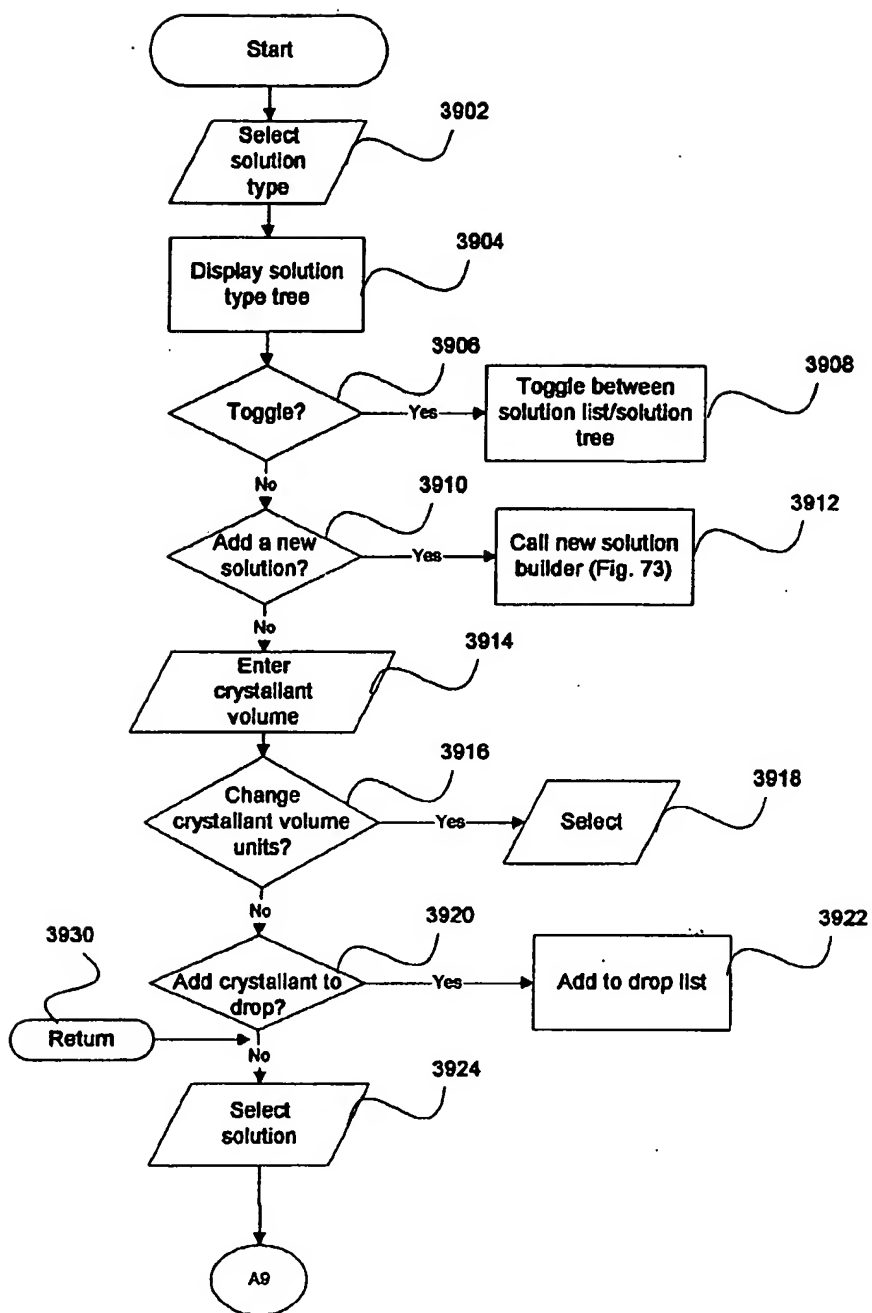 Start
3902
Select
solution
type
3904
Display solution
type tree
3906
Toggle?
Yes
Toggle between
solution list/solution
tree
3908
No
3910
Add a new
solution?
Yes
Call new solution
builder (Fig. 73)
3912
No
3914
Enter
crystallant
volume
3916
Change
crystallant volume
units?
Yes
Select
3918
No
3920
Add crystallant to
drop?
Yes
Add to drop list
3922
3930
Return
No
3924
Select
solution
A9